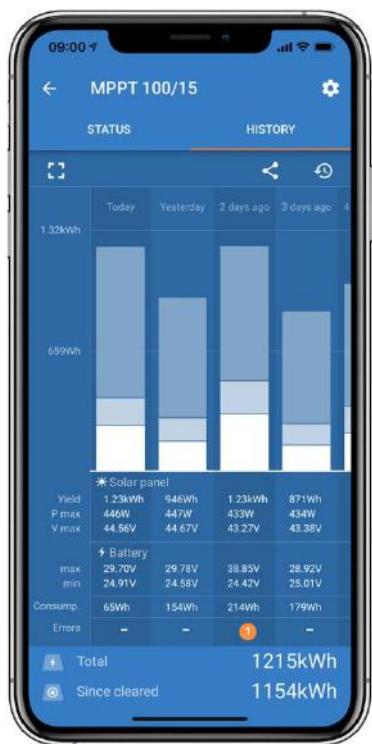 09:00
MPPT 100/15
STATUS HISTORY
Today Yesterday 2 days ago 3 days ago 4
1.32kWh
659Wh
Solar panel
Yield 1.23kWh 946Wh 1.23kWh 871Wh
P max 446W 447W 433W 434W
V max 44.56V 44.67V 43.27V 43.38V
Battery
max 29.70V 29.78V 38.85V 28.92V
min 24.91V 24.58V 24.42V 25.01V
Consump. 65Wh 154Wh 214Wh 179Wh
Errors – – 1 –
Total 1215kWh
Since cleared 1154kWh